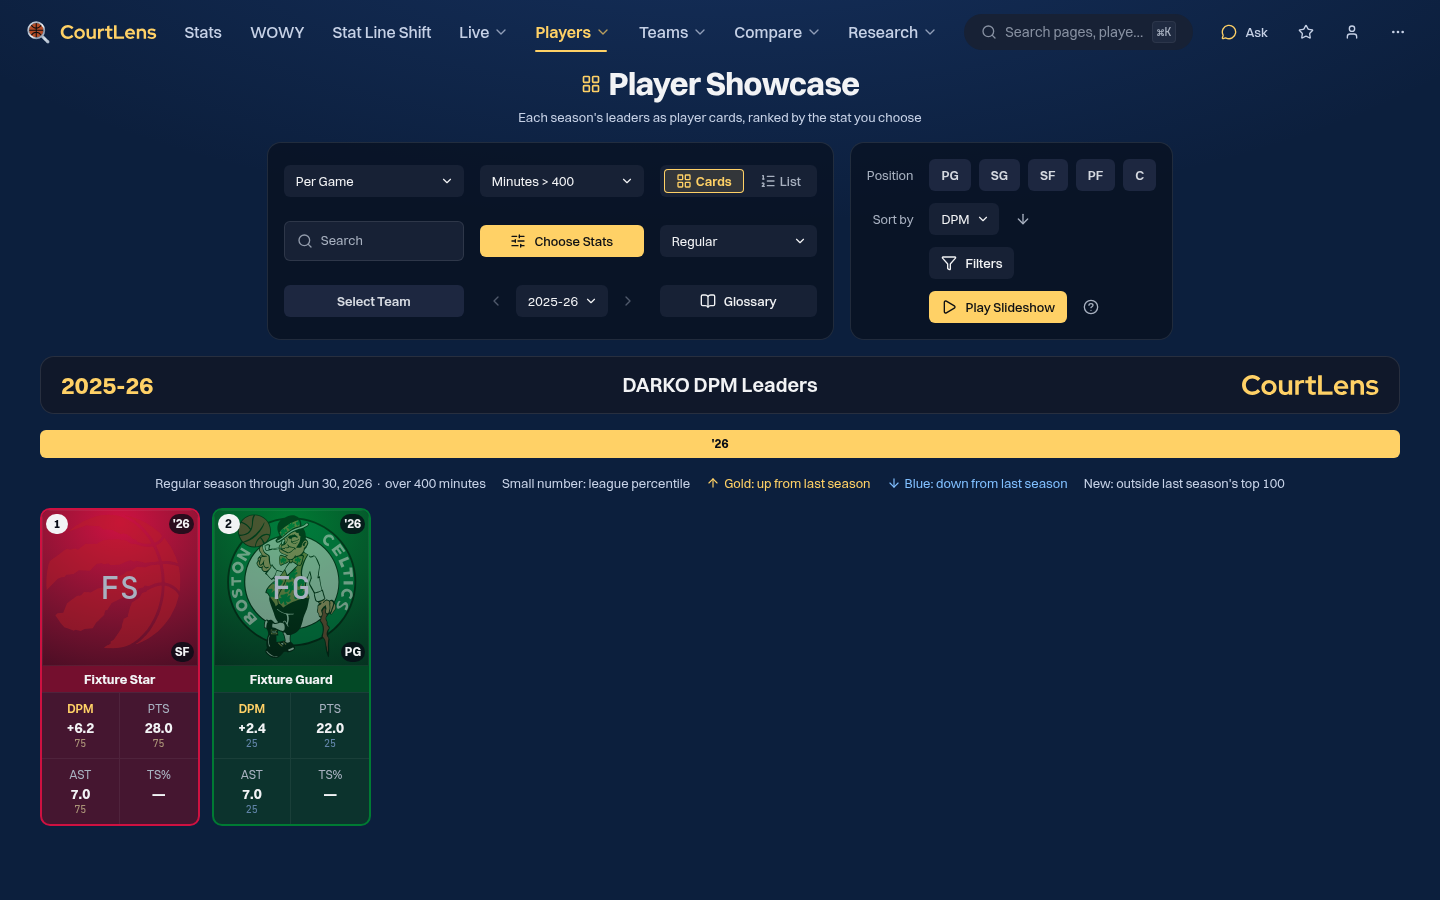 CourtLens Stats WOWY Stat Line Shift Live Players Teams Compare Research Search pages, playe... ⌘K Ask
Player Showcase
Each season's leaders as player cards, ranked by the stat you choose
Per Game Minutes > 400 Cards List
Search Choose Stats Regular
Select Team 2025-26 Glossary
Position PG SG SF PF C
Sort by DPM
Filters
Play Slideshow
2025-26 DARKO DPM Leaders CourtLens
'26
Regular season through Jun 30, 2026 · over 400 minutes Small number: league percentile ↑ Gold: up from last season ↓ Blue: down from last season New: outside last season's top 100
1 '26
FS
SF
Fixture Star
DPM PTS
+6.2 28.0
75 75
AST TS%
7.0 —
75
2 '26
BOSTON CELTICS
FG
PG
Fixture Guard
DPM PTS
+2.4 22.0
25 25
AST TS%
7.0 —
25